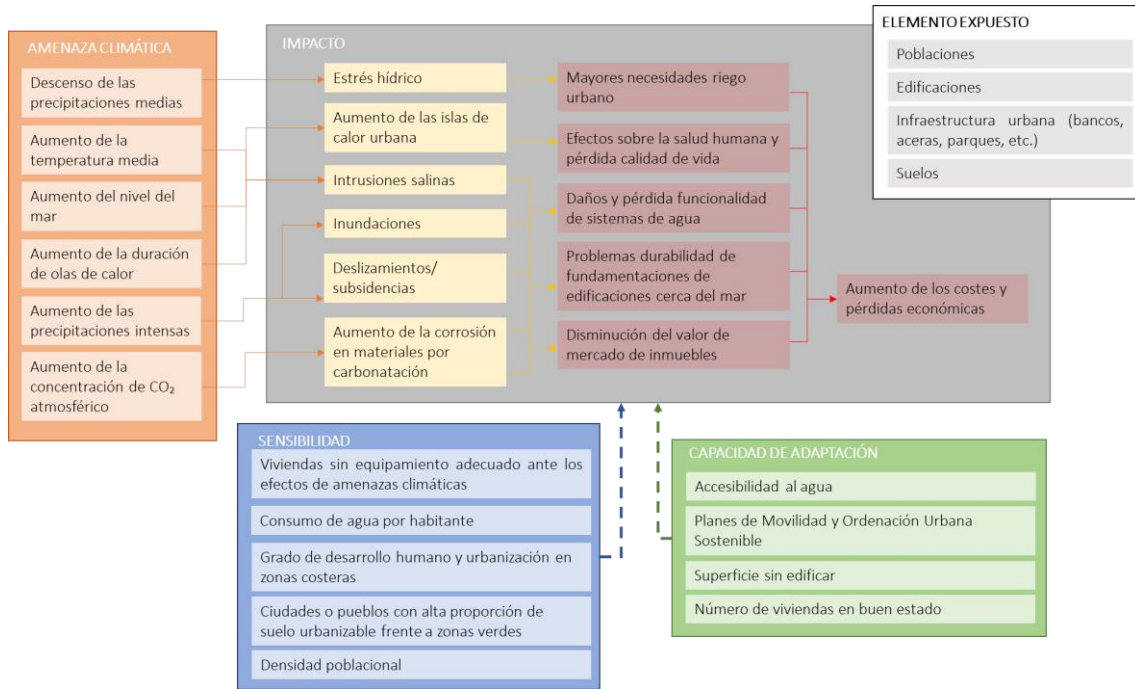 AMENAZA CLIMÁTICA
Descenso de las
precipitaciones medias
Aumento de la
temperatura media
Aumento del nivel del
mar
Aumento de la duración
de olas de calor
Aumento de las
precipitaciones intensas
Aumento de la
concentración de CO₂
atmosférico
IMPACTO
Estrés hídrico
Aumento de las islas de
calor urbana
Intrusiones salinas
Inundaciones
Deslizamientos/
subsidencias
Aumento de la corrosión
en materiales por
carbonatación
Mayores necesidades riego
urbano
Efectos sobre la salud humana y
pérdida calidad de vida
Daños y pérdida funcionalidad
de sistemas de agua
Problemas durabilidad de
fundamentaciones de
edificaciones cerca del mar
Disminución del valor de
mercado de inmuebles
Aumento de los costes y
pérdidas económicas
ELEMENTO EXPUESTO
Poblaciones
Edificaciones
Infraestructura urbana (bancos,
aceras, parques, etc.)
Suelos
SENSIBILIDAD
Viviendas sin equipamiento adecuado ante los
efectos de amenazas climáticas
Consumo de agua por habitante
Grado de desarrollo humano y urbanización en
zonas costeras
Ciudades o pueblos con alta proporción de
suelo urbanizable frente a zonas verdes
Densidad poblacional
CAPACIDAD DE ADAPTACIÓN
Accesibilidad al agua
Planes de Movilidad y Ordenación Urbana
Sostenible
Superficie sin edificar
Número de viviendas en buen estado